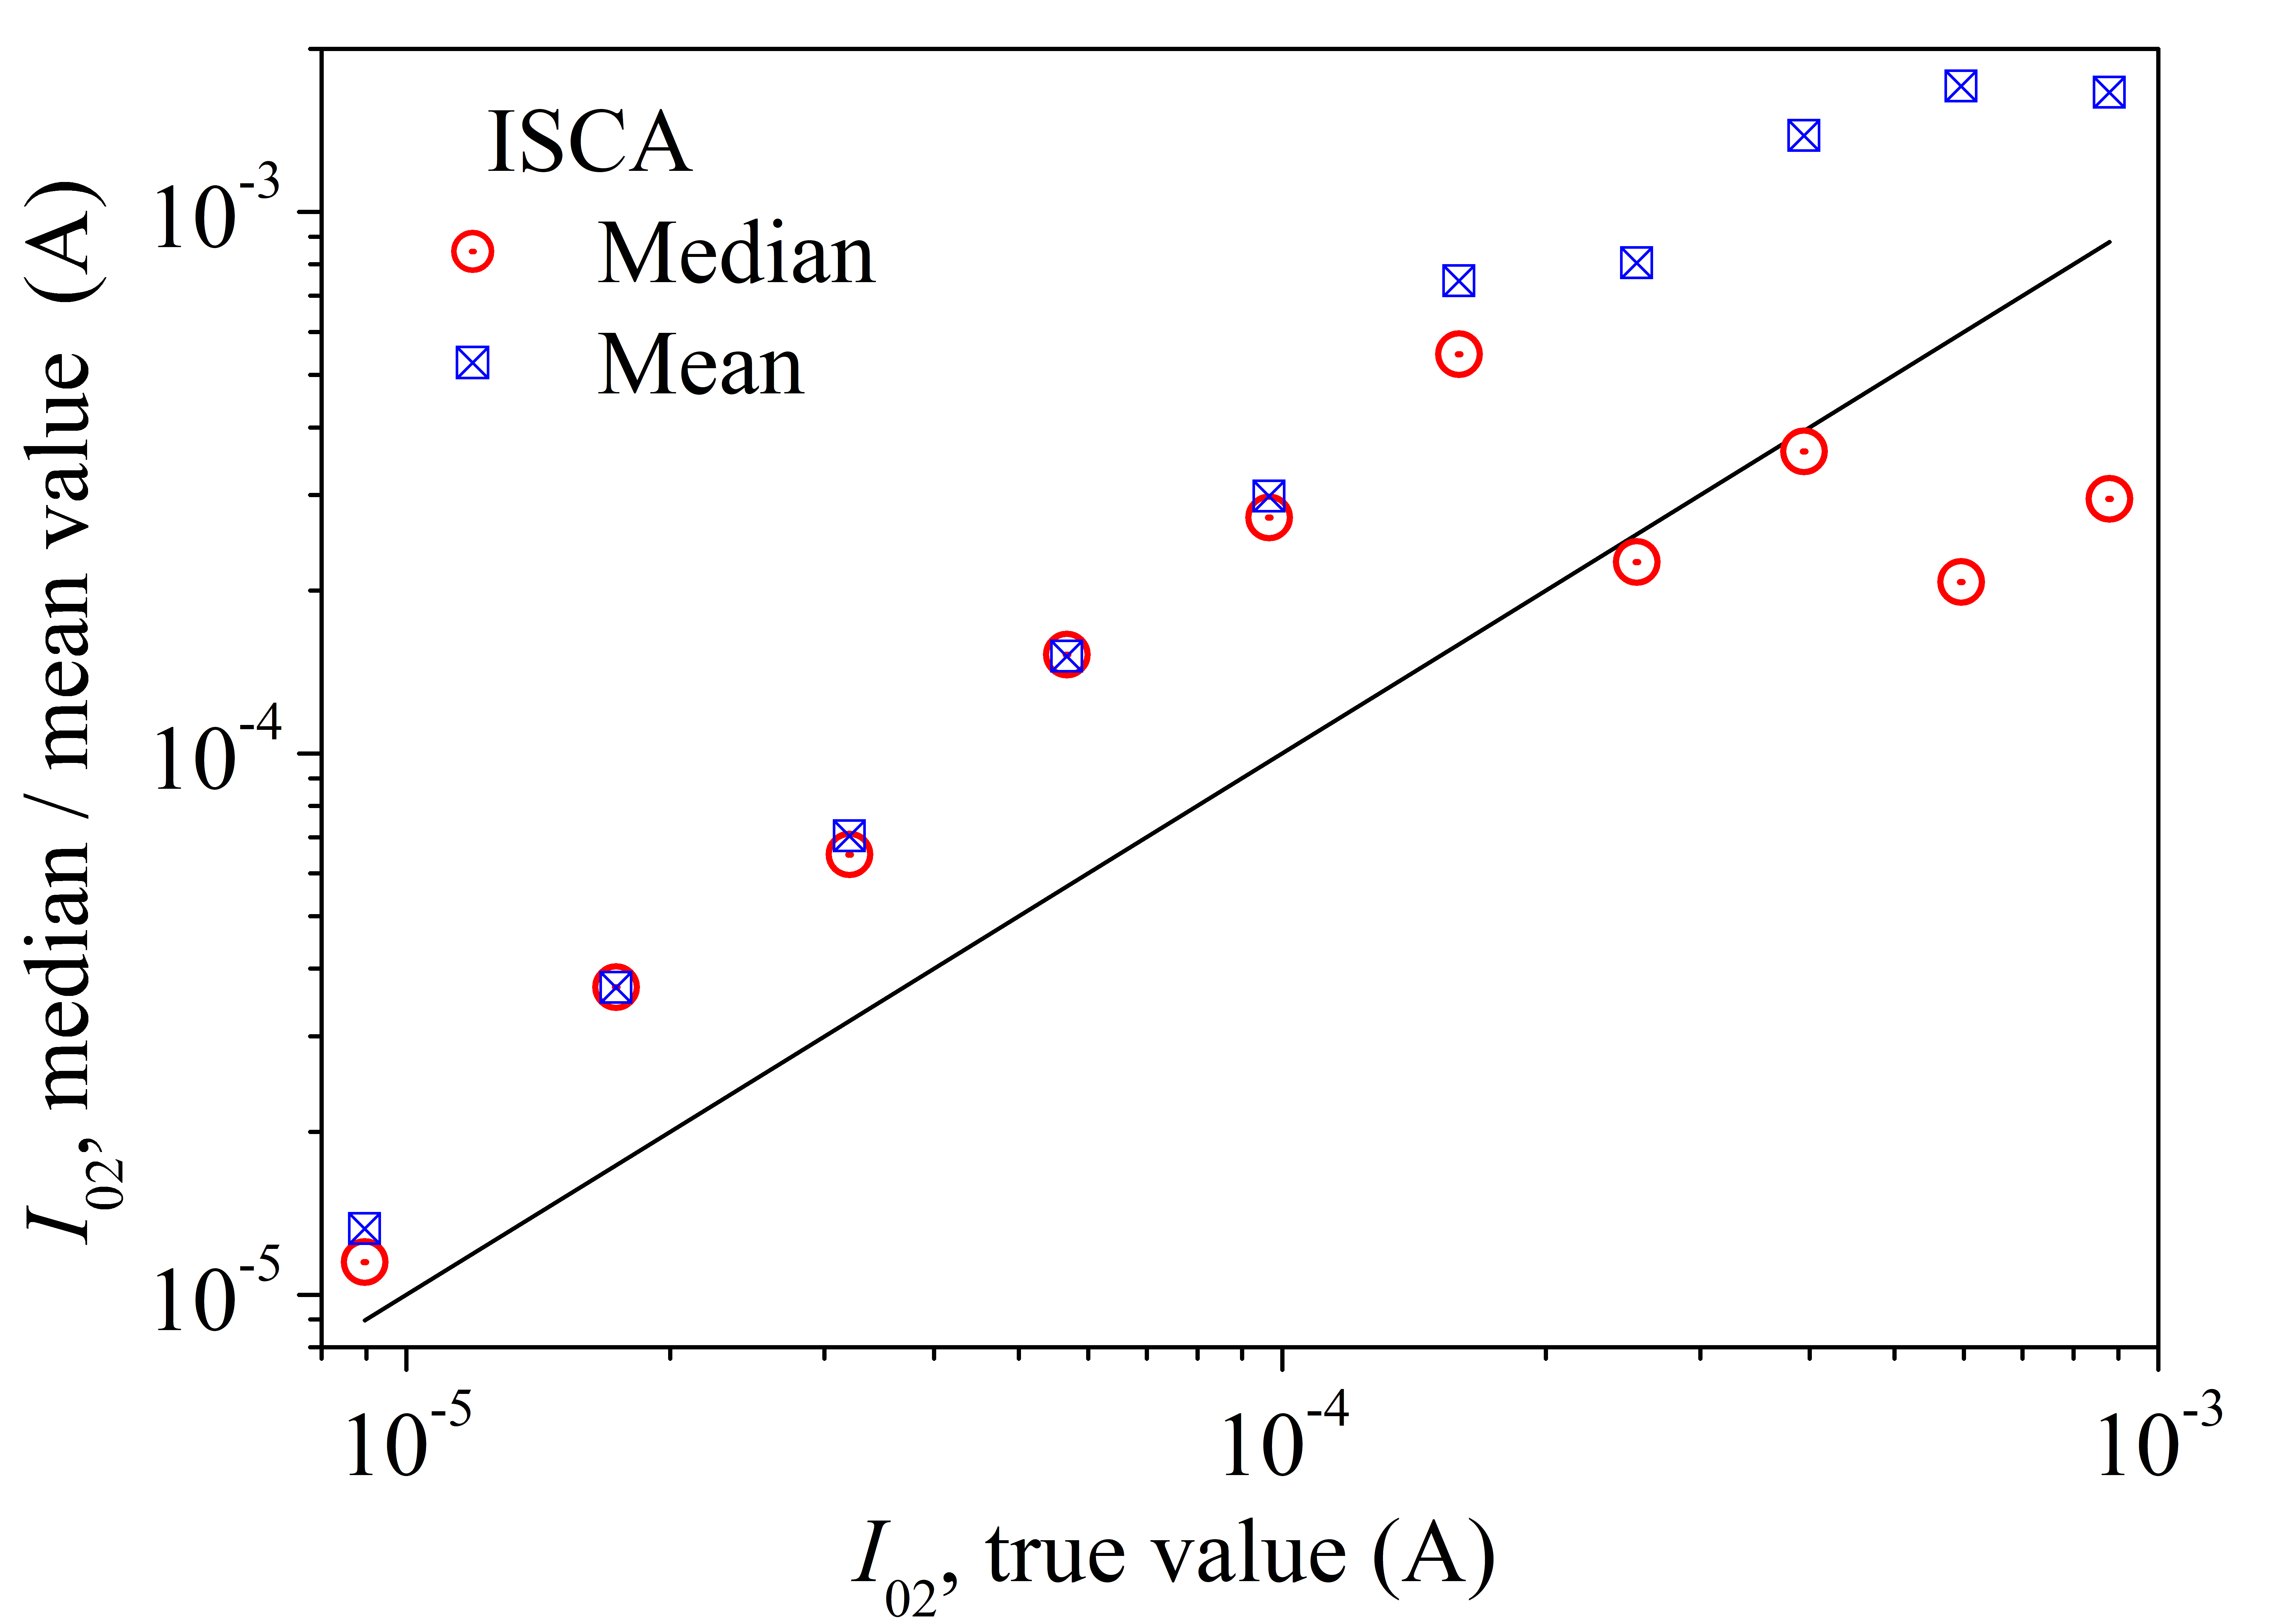 ISCA
Median
Mean
I02, median / mean value (A)
10-3
10-4
10-5
10-5
10-4
10-3
I02, true value (A)